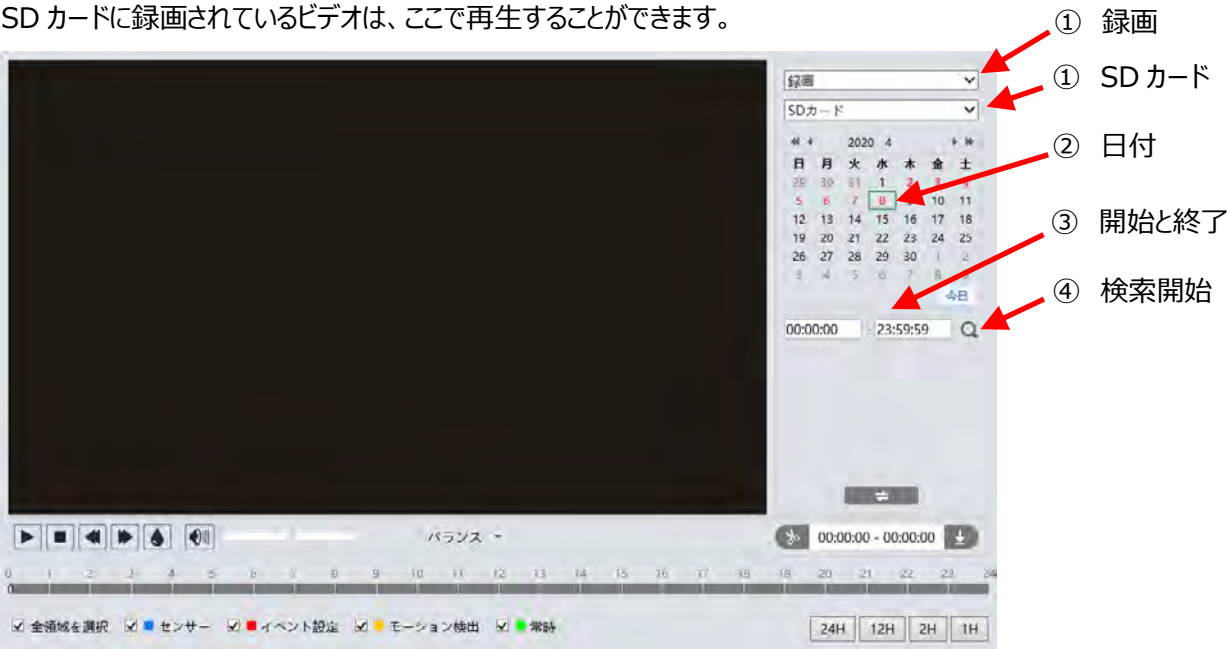 SD カードに録画されているビデオは、ここで再生することができます。
① 録画
① SD カード
② 日付
③ 開始と終了
④ 検索開始
録画
SDカード
2020 4
日 月 火 水 木 金 土
29 30 31 1 2 3 4
5 6 7 8 9 10 11
12 13 14 15 16 17 18
19 20 21 22 23 24 25
26 27 28 29 30 1 2
3 4 5 6 7 8
今日
00:00:00 - 23:59:59
バランス
00:00:00 - 00:00:00
0 1 2 3 4 5 6 7 8 9 10 11 12 13 14 15 16 17 18 19 20 21 22 23 24
0
全領域を選択 センサー イベント設定 モーション検出 常時
24H 12H 2H 1H